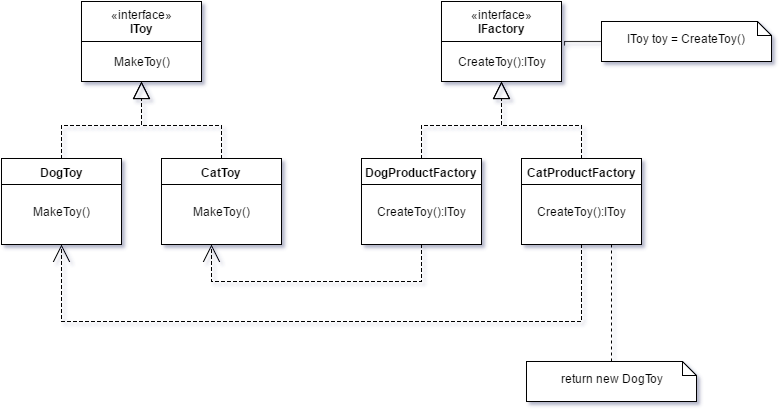 «interface»
IToy
MakeToy()
«interface»
IFactory
CreateToy():IToy
IToy toy = CreateToy()
DogToy
MakeToy()
CatToy
MakeToy()
DogProductFactory
CreateToy():IToy
CatProductFactory
CreateToy():IToy
return new DogToy